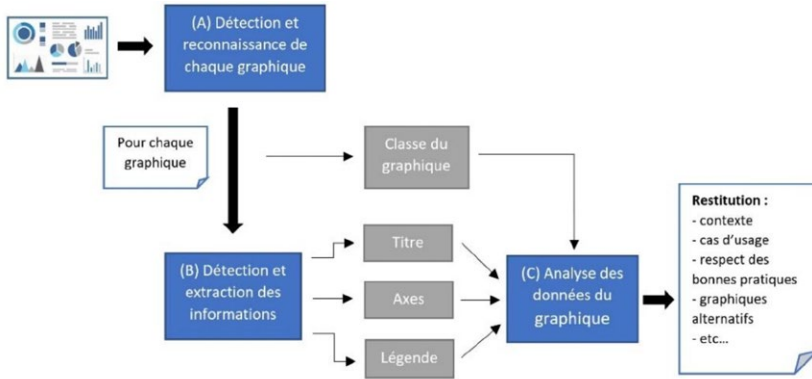 (A) Détection et
reconnaissance de
chaque graphique
Pour chaque
graphique
Classe du
graphique
(B) Détection et
extraction des
informations
Titre
Axes
Légende
(C) Analyse des
données du
graphique
Restitution :
- contexte
- cas d'usage
- respect des
bonnes pratiques
- graphiques
alternatifs
- etc...